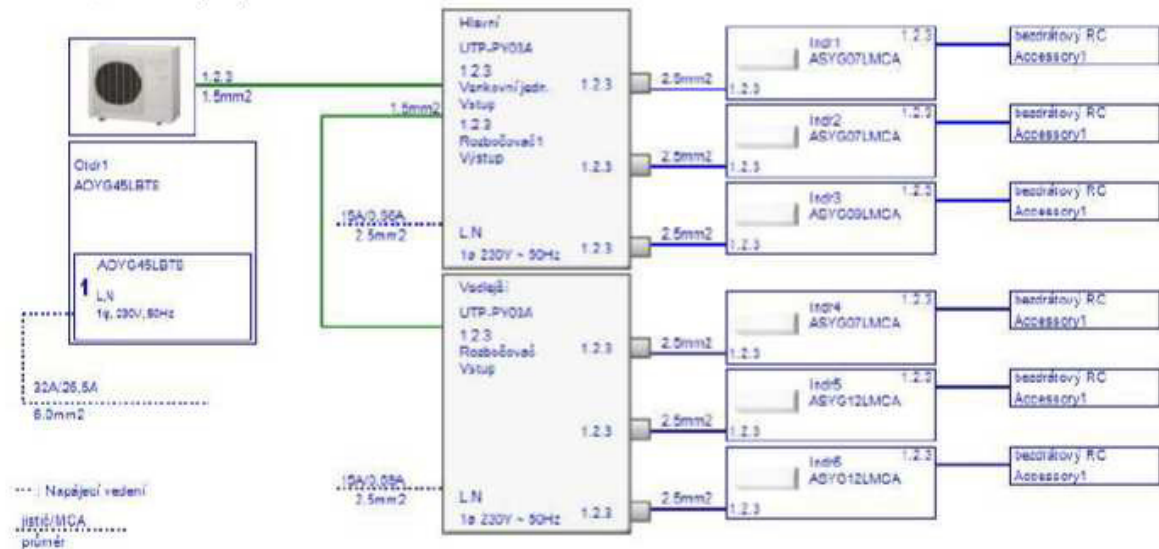 1.2.3
1.5mm2
Otdr1
AOYG45LBT8
AOYG45LBT8
1
L,N
1φ, 230V, 50Hz
32A/26,5A
6.0mm2
--- : Napájecí vedení
jistič/MCA
průměr
1.5mm2
Hlavní
UTP-PY03A
1.2.3
Venkovní jedn.
Vstup
1.2.3
Rozbočovač 1
Výstup
15A/0,06A
2.5mm2
L,N
1ø 230V ~ 50Hz
1.2.3
1.2.3
1.2.3
Vedlejší
UTP-PY03A
1.2.3
Rozbočovač
Vstup
2.5mm2
L,N
1ø 230V ~ 50Hz
1.2.3
1.2.3
1.2.3
2.5mm2
Indr1
ASYG07LMCA
1.2.3
1.2.3
bezdrátový RC
Accessory1
2.5mm2
Indr2
ASYG07LMCA
1.2.3
1.2.3
bezdrátový RC
Accessory1
2.5mm2
Indr3
ASYG09LMCA
1.2.3
1.2.3
bezdrátový RC
Accessory1
2.5mm2
Indr4
ASYG07LMCA
1.2.3
1.2.3
bezdrátový RC
Accessory1
2.5mm2
Indr5
ASYG12LMCA
1.2.3
1.2.3
bezdrátový RC
Accessory1
2.5mm2
Indr6
ASYG12LMCA
1.2.3
1.2.3
bezdrátový RC
Accessory1